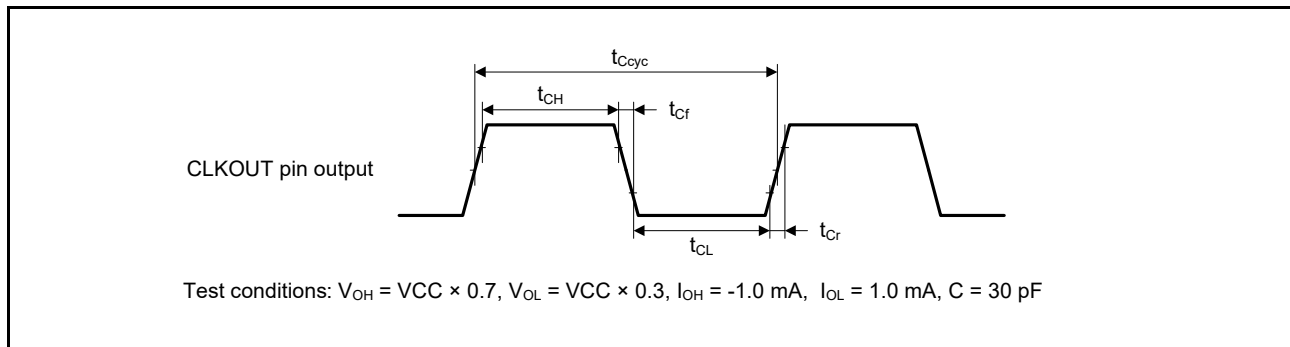 tCcyc
tCH
tCf
CLKOUT pin output
tCL
tCr
Test conditions: VOH = VCC × 0.7, VOL = VCC × 0.3, IOH = -1.0 mA, IOL = 1.0 mA, C = 30 pF